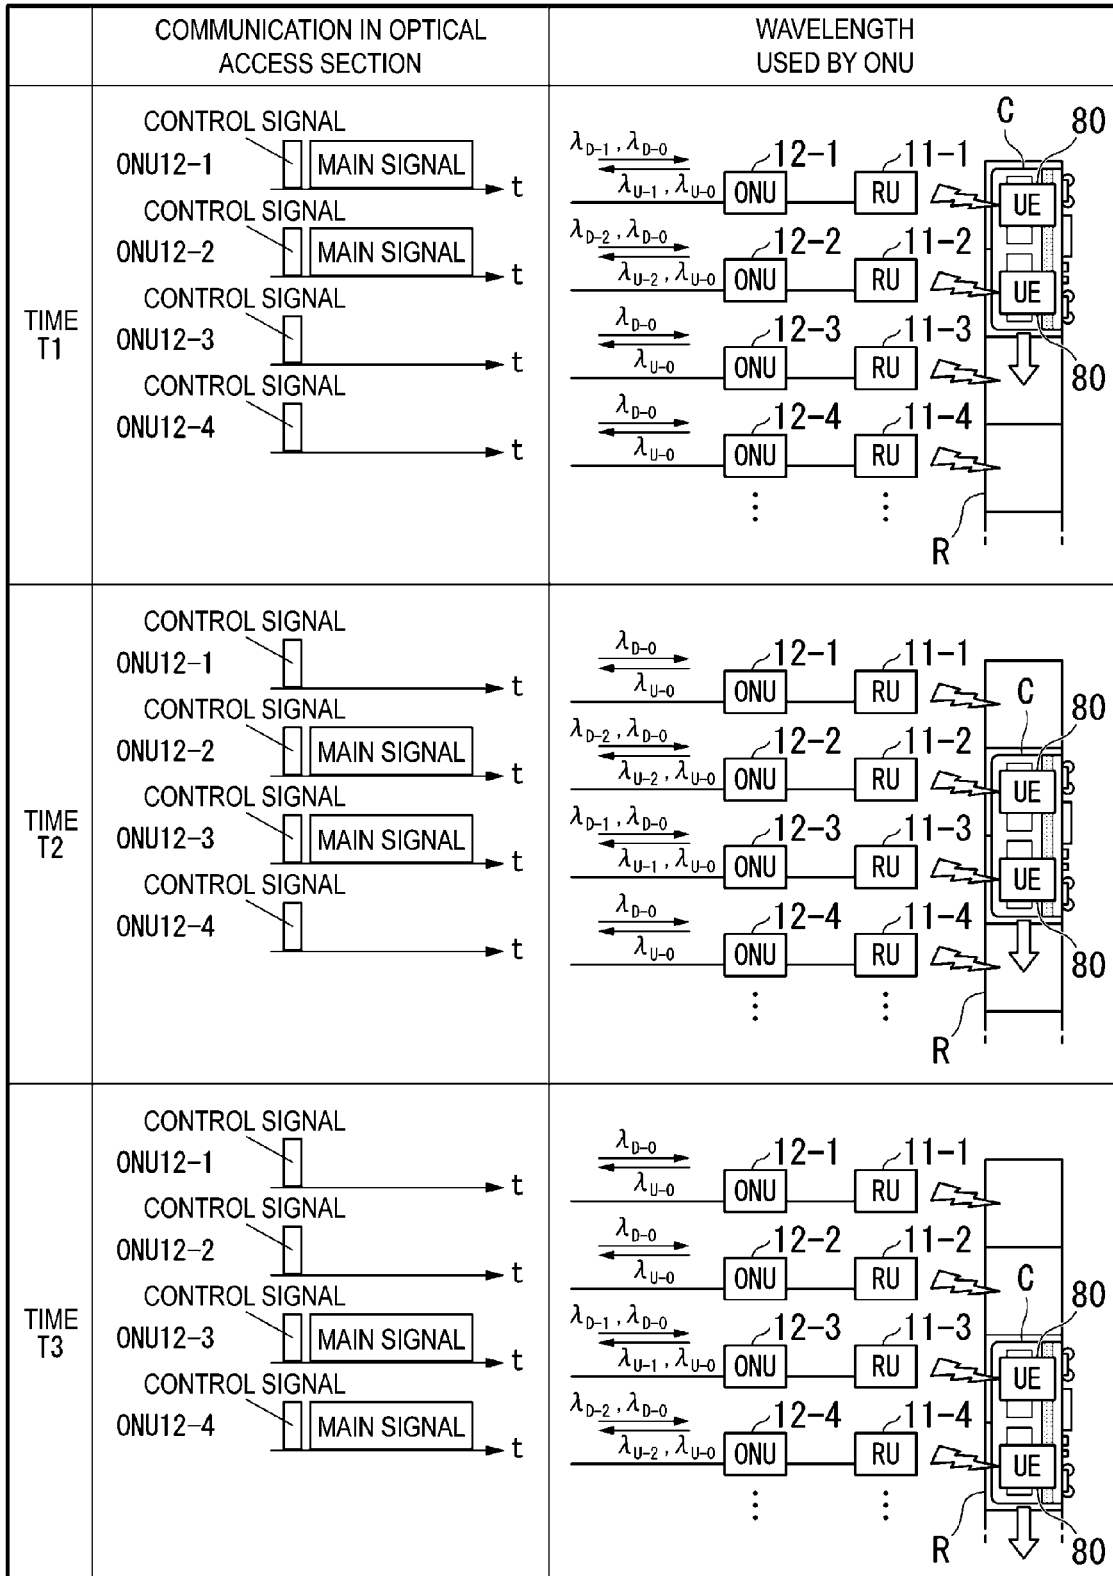 COMMUNICATION IN OPTICAL
ACCESS SECTION
WAVELENGTH
USED BY ONU
TIME
T1
CONTROL SIGNAL
ONU12-1
MAIN SIGNAL
t
CONTROL SIGNAL
ONU12-2
MAIN SIGNAL
t
CONTROL SIGNAL
ONU12-3
t
CONTROL SIGNAL
ONU12-4
t
C
80
λD-1, λD-0
12-1
11-1
λU-1, λU-0
ONU
RU
UE
λD-2, λD-0
12-2
11-2
λU-2, λU-0
ONU
RU
UE
λD-0
12-3
11-3
λU-0
ONU
RU
80
λD-0
12-4
11-4
λU-0
ONU
RU
⋮
⋮
R
TIME
T2
CONTROL SIGNAL
ONU12-1
t
CONTROL SIGNAL
ONU12-2
MAIN SIGNAL
t
CONTROL SIGNAL
ONU12-3
MAIN SIGNAL
t
CONTROL SIGNAL
ONU12-4
t
λD-0
12-1
11-1
λU-0
ONU
RU
C
80
λD-2, λD-0
12-2
11-2
λU-2, λU-0
ONU
RU
UE
λD-1, λD-0
12-3
11-3
λU-1, λU-0
ONU
RU
UE
λD-0
12-4
11-4
λU-0
ONU
RU
80
⋮
⋮
R
TIME
T3
CONTROL SIGNAL
ONU12-1
t
CONTROL SIGNAL
ONU12-2
t
CONTROL SIGNAL
ONU12-3
MAIN SIGNAL
t
CONTROL SIGNAL
ONU12-4
MAIN SIGNAL
t
λD-0
12-1
11-1
λU-0
ONU
RU
λD-0
12-2
11-2
λU-0
ONU
RU
C
80
λD-1, λD-0
12-3
11-3
λU-1, λU-0
ONU
RU
UE
λD-2, λD-0
12-4
11-4
λU-2, λU-0
ONU
RU
UE
⋮
⋮
R
80